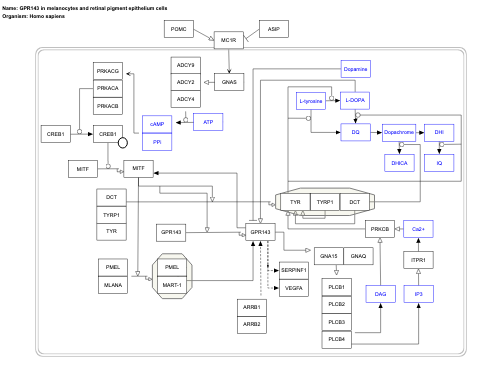 Name: GPR143 in melanocytes and retinal pigment epithelium cells
Organism: Homo sapiens
POMC
ASIP
MC1R
PRKACG
PRKACA
PRKACB
ADCY9
ADCY2
ADCY4
GNAS
Dopamine
L-tyrosine
L-DOPA
cAMP
PPi
ATP
CREB1
CREB1
DQ
Dopachrome
DHI
DHICA
IQ
MITF
MITF
DCT
TYRP1
TYR
TYR
TYRP1
DCT
GPR143
GPR143
PRKCB
Ca2+
GNA15
GNAQ
ITPR1
PMEL
MLANA
PMEL
MART-1
SERPINF1
VEGFA
PLCB1
PLCB2
PLCB3
PLCB4
DAG
IP3
ARRB1
ARRB2